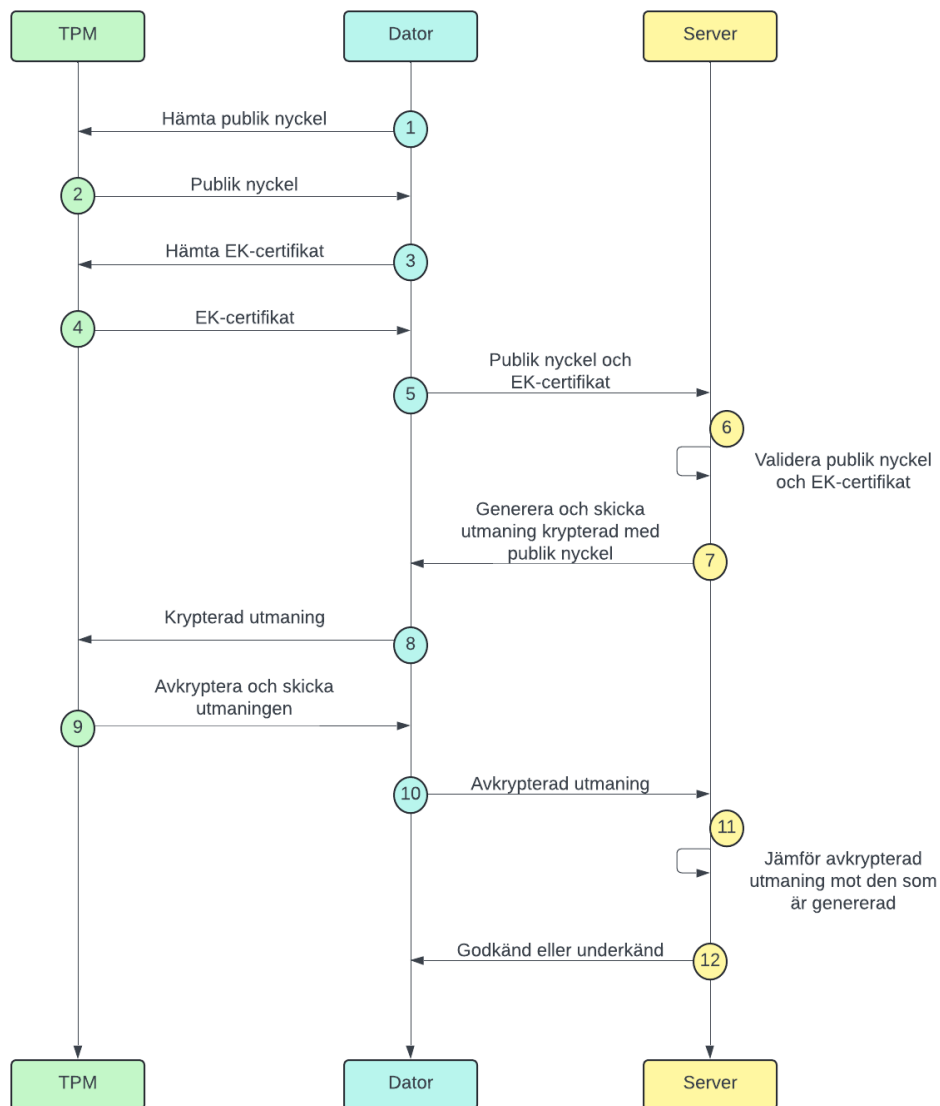 TPM
Dator
Server
Hämta publik nyckel
1
Publik nyckel
2
Hämta EK-certifikat
3
EK-certifikat
4
Publik nyckel och
EK-certifikat
5
6
Validera publik nyckel
och EK-certifikat
Generera och skicka
utmaning krypterad med
publik nyckel
7
Krypterad utmaning
8
Avkryptera och skicka
utmaningen
9
Avkrypterad utmaning
10
11
Jämför avkrypterad
utmaning mot den som
är genererad
Godkänd eller underkänd
12
TPM
Dator
Server